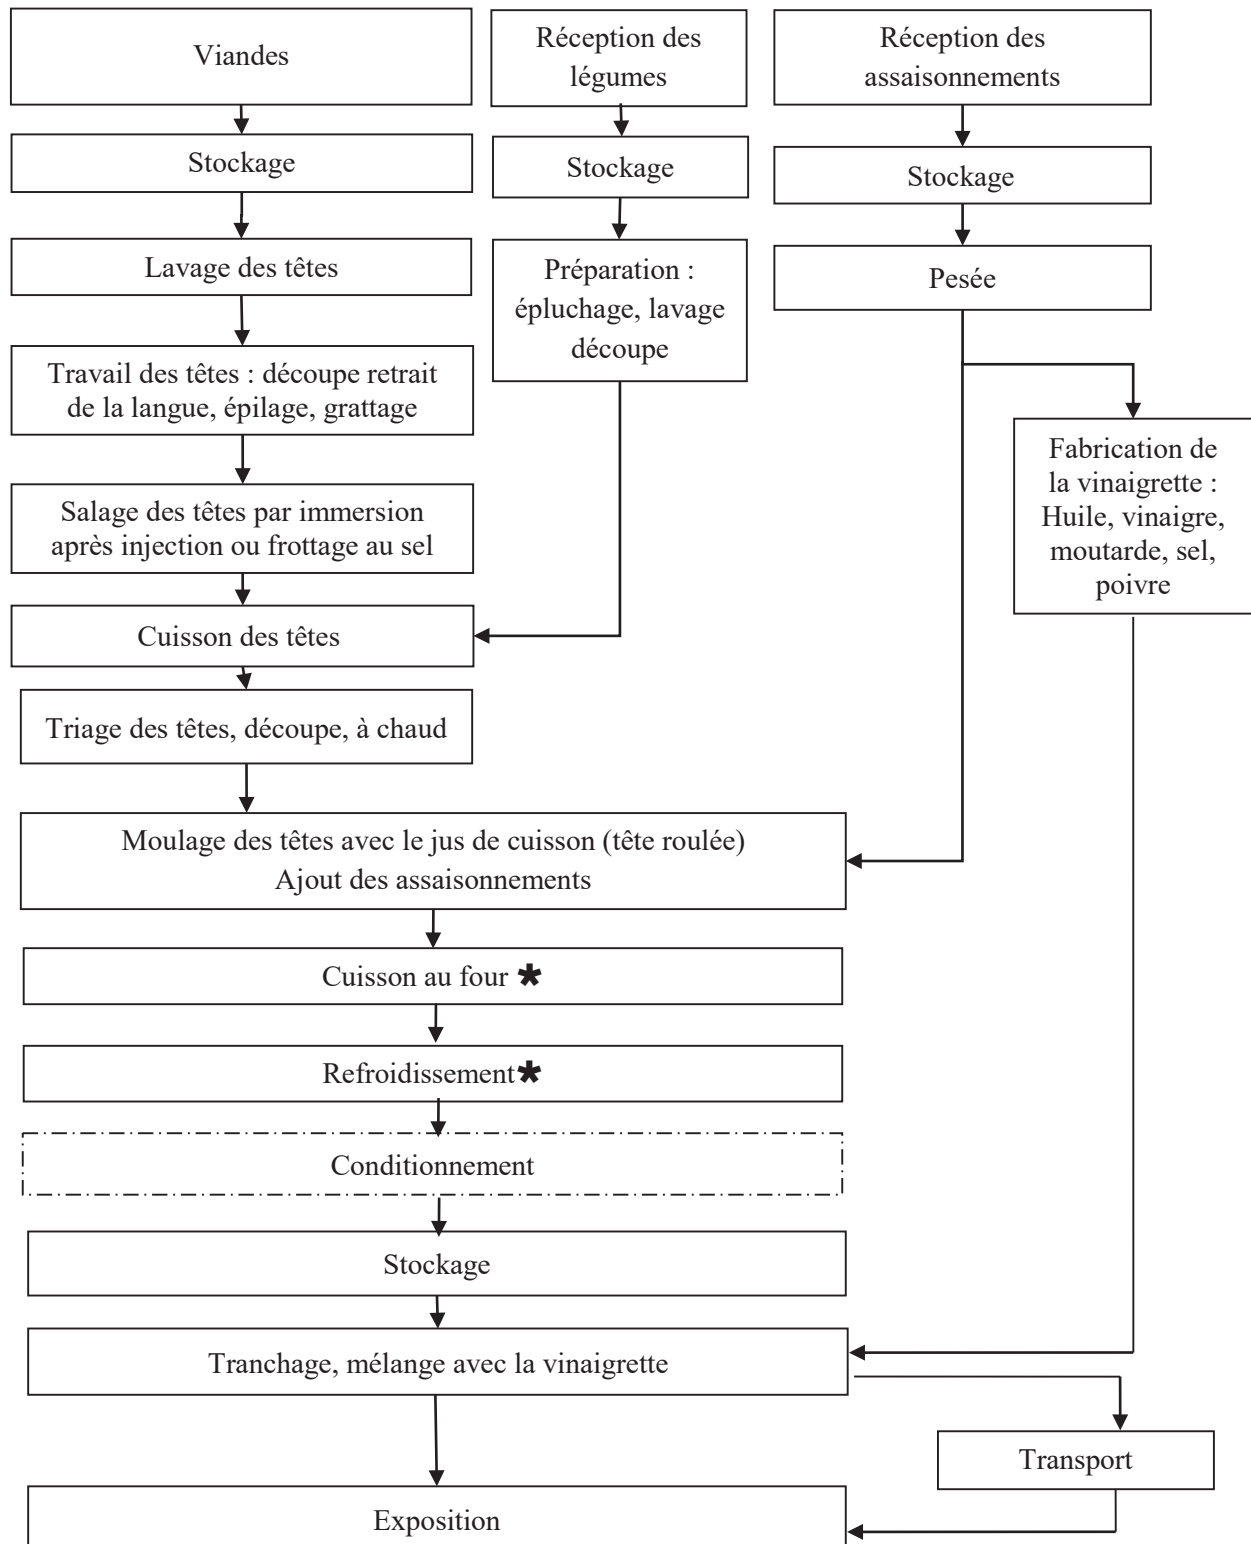 Viandes
Réception des
légumes
Réception des
assaisonnements
Stockage
Stockage
Stockage
Lavage des têtes
Préparation :
épluchage, lavage
découpe
Pesée
Travail des têtes : découpe retrait
de la langue, épilage, grattage
Fabrication de
la vinaigrette :
Huile, vinaigre,
moutarde, sel,
poivre
Salage des têtes par immersion
après injection ou frottage au sel
Cuisson des têtes
Triage des têtes, découpe, à chaud
Moulage des têtes avec le jus de cuisson (tête roulée)
Ajout des assaisonnements
Cuisson au four *
Refroidissement*
Conditionnement
Stockage
Tranchage, mélange avec la vinaigrette
Transport
Exposition